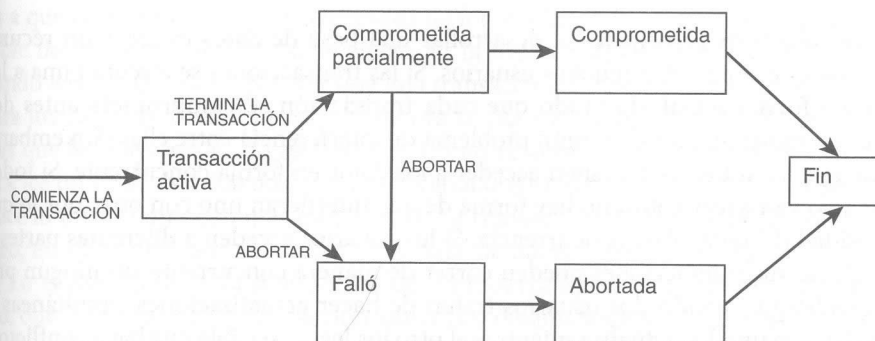 Comprometida
parcialmente
Comprometida
TERMINA LA
TRANSACCIÓN
Transacción
activa
ABORTAR
Fin
COMIENZA LA
TRANSACCIÓN
ABORTAR
Falló
Abortada